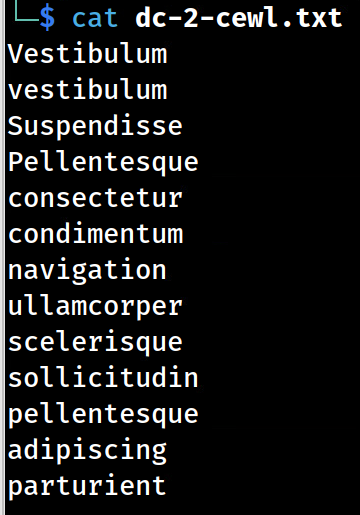 └─$ cat dc-2-cewl.txt
Vestibulum
vestibulum
Suspendisse
Pellentesque
consectetur
condimentum
navigation
ullamcorper
scelerisque
sollicitudin
pellentesque
adipiscing
parturient